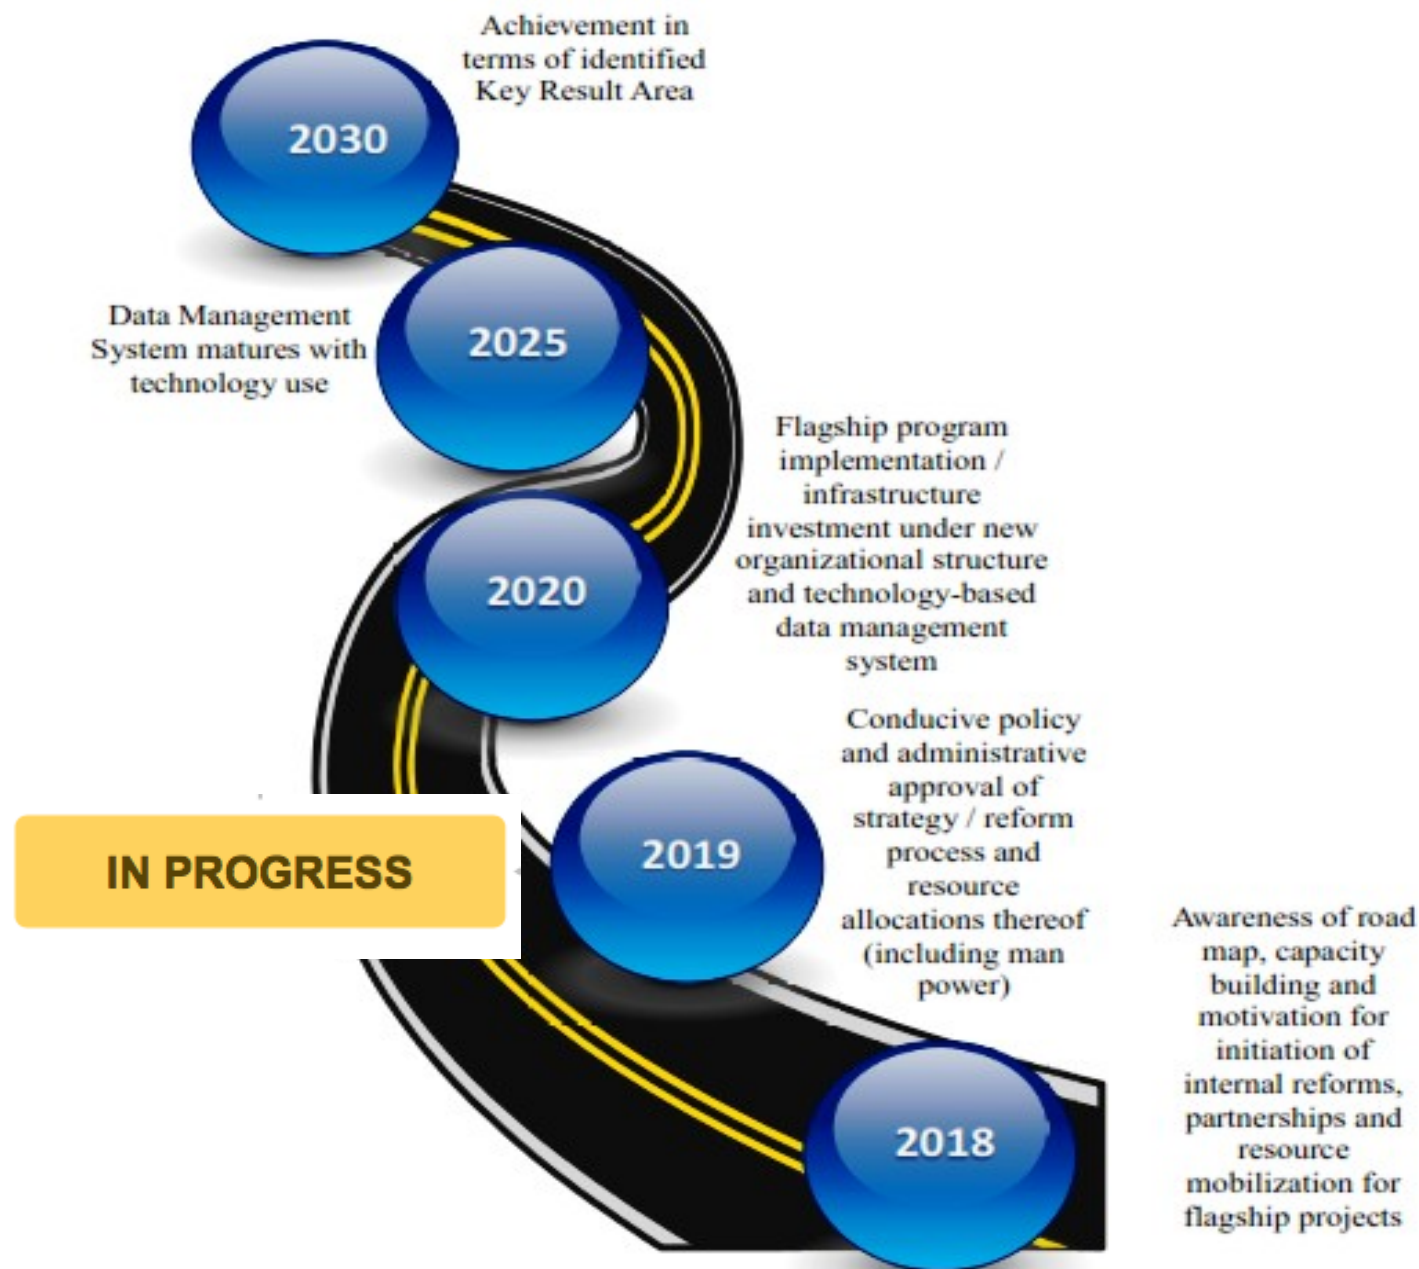 Achievement in
terms of identified
Key Result Area
2030
Data Management
System matures with
technology use
2025
Flagship program
implementation /
infrastructure
investment under new
organizational structure
and technology-based
data management
system
2020
Conducive policy
and administrative
approval of
strategy / reform
process and
resource
allocations thereof
(including man
power)
2019
IN PROGRESS
Awareness of road
map, capacity
building and
motivation for
initiation of
internal reforms,
partnerships and
resource
mobilization for
flagship projects
2018